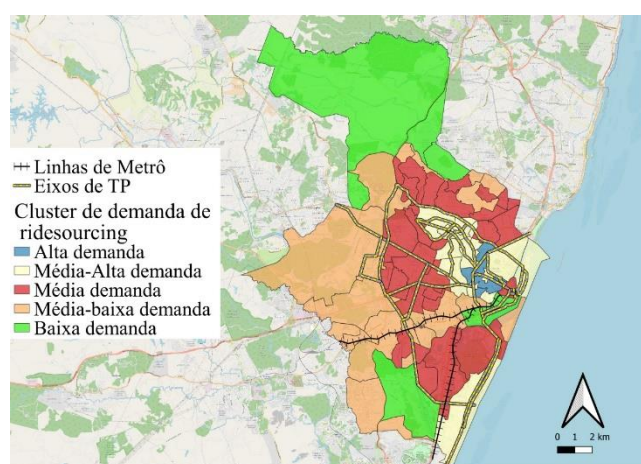 Linhas de Metrô
Eixos de TP
Cluster de demanda de
ridesourcing
Alta demanda
Média-Alta demanda
Média demanda
Média-baixa demanda
Baixa demanda
0 1 2 km